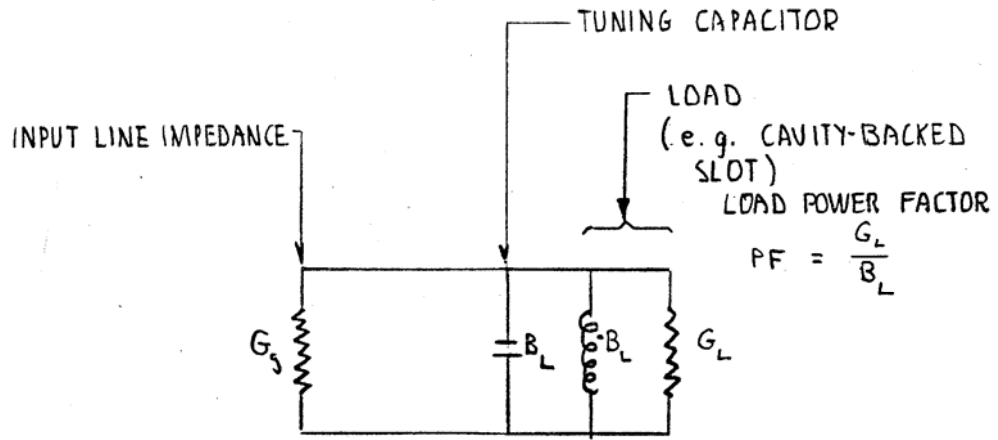 TUNING CAPACITOR
LOAD
(e.g. CAVITY-BACKED
SLOT)
INPUT LINE IMPEDANCE
LOAD POWER FACTOR
PF = G_L / B_L
G_g
B_L
B_L
G_L